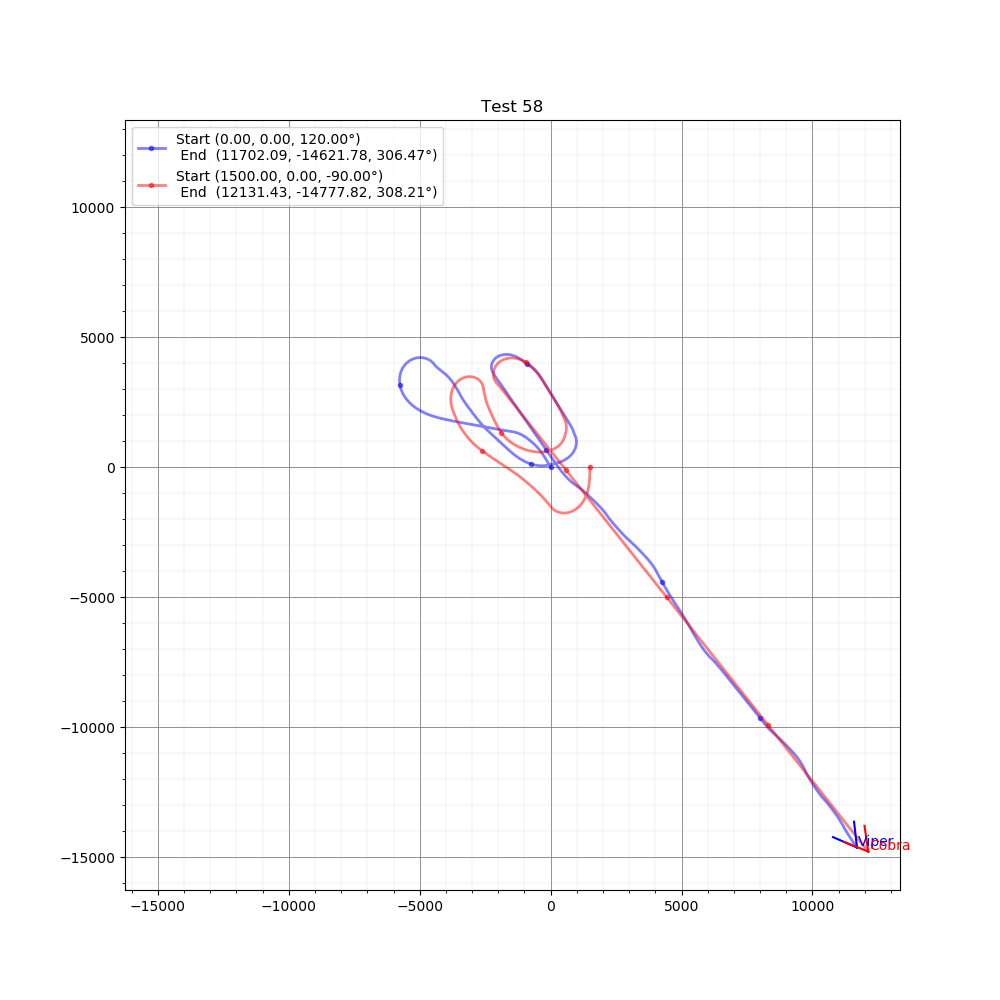 Test 58
Start (0.00, 0.00, 120.00°)
End  (11702.09, -14621.78, 306.47°)
Start (1500.00, 0.00, -90.00°)
End  (12131.43, -14777.82, 308.21°)
10000
5000
0
−5000
−10000
−15000
Viper
Cobra
−15000 −10000 −5000 0 5000 10000